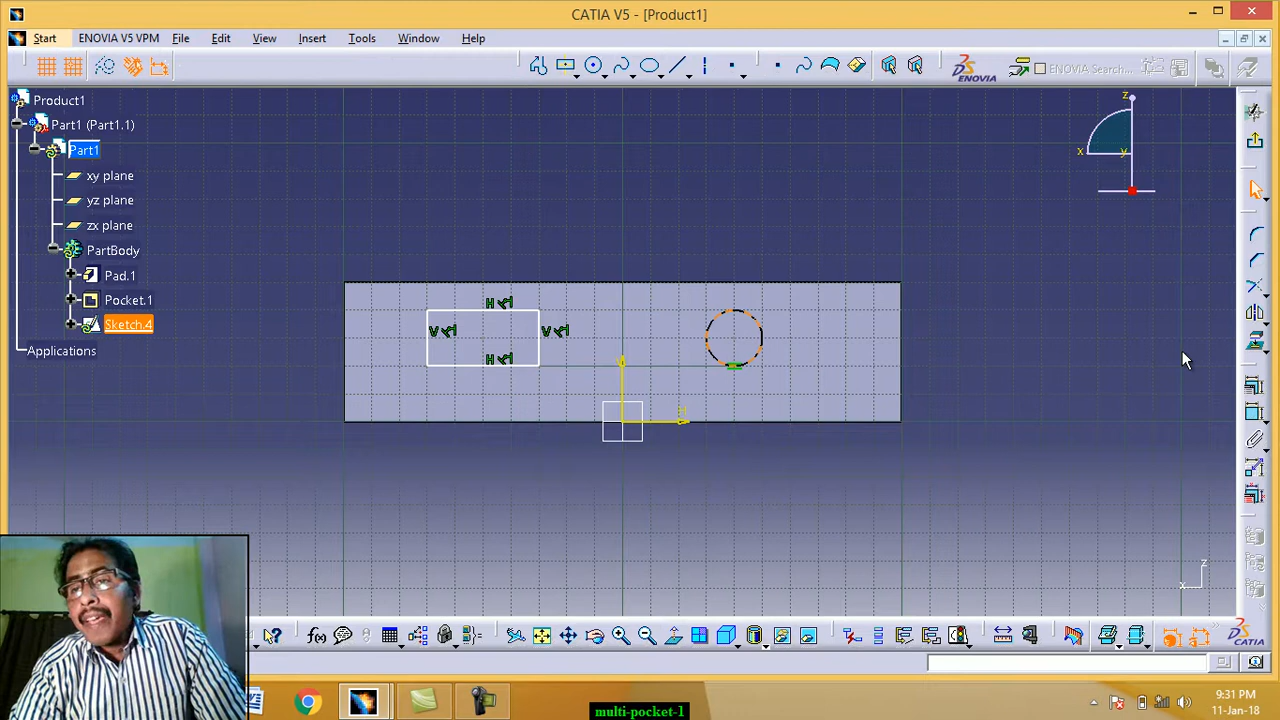 CATIA V5 - [Product1]
Start ENOVIA V5 VPM File Edit View Insert Tools Window Help
ENOVIA
ENOVIA Search...
Product1
Part1 (Part1.1)
Part1
xy plane
yz plane
zx plane
PartBody
Pad.1
Pocket.1
Sketch.4
Applications
z
x
y
H
V
V
H
H
z
x
f(x)
CATIA
9:31 PM
11-Jan-18
multi-pocket-1